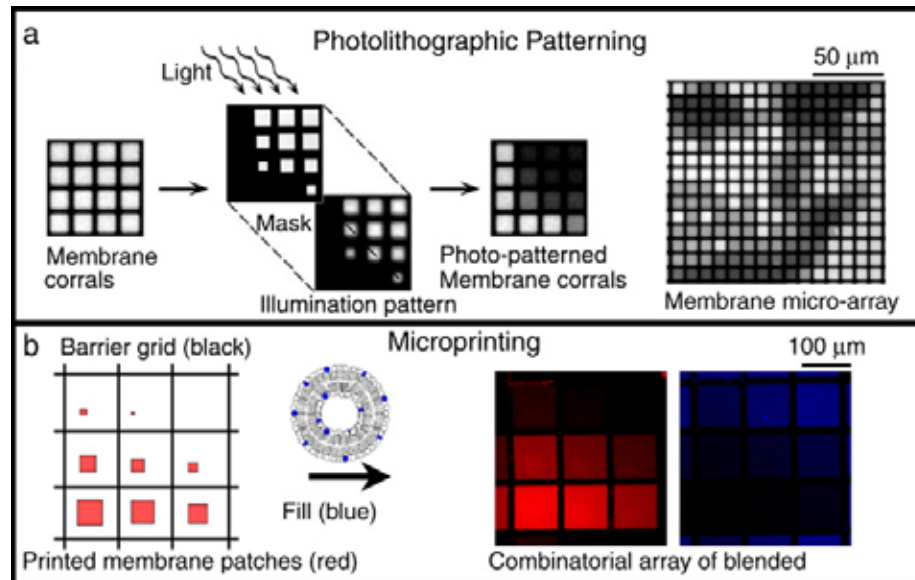 a
Photolithographic Patterning
Light
50 μm
Mask
Membrane
corrals
Illumination pattern
Photo-patterned
Membrane corrals
Membrane micro-array
b
Barrier grid (black)
Microprinting
100 μm
Fill (blue)
Printed membrane patches (red)
Combinatorial array of blended